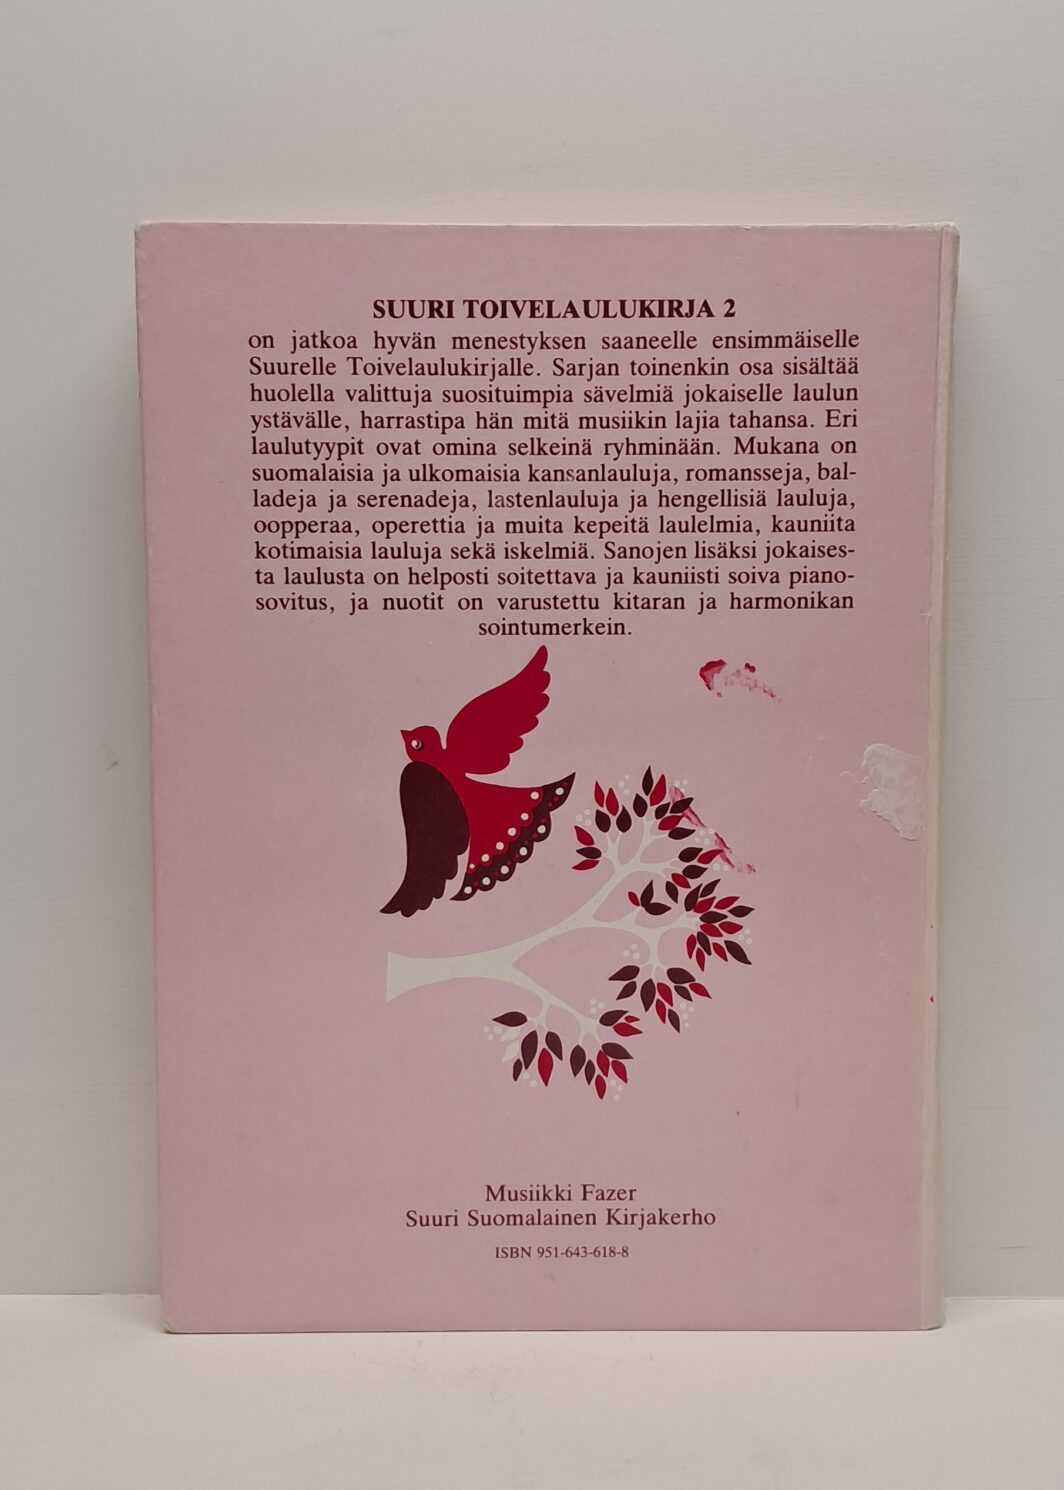 SUURI TOIVELAULUKIRJA 2
on jatkoa hyvän menestyksen saaneelle ensimmäiselle
Suurelle Toivelaulukirjalle. Sarjan toinenkin osa sisältää
huolella valittuja suosituimpia sävelmiä jokaiselle laulun
ystävälle, harrastipa hän mitä musiikin lajia tahansa. Eri
laulutyypit ovat omina selkeinä ryhminään. Mukana on
suomalaisia ja ulkomaisia kansanlauluja, romansseja, bal-
ladeja ja serenadeja, lastenlauluja ja hengellisiä lauluja,
oopperaa, operettia ja muita kepeitä laulelmia, kauniita
kotimaisia lauluja sekä iskelmiä. Sanojen lisäksi jokaises-
ta laulusta on helposti soitettava ja kauniisti soiva piano-
sovitus, ja nuotit on varustettu kitaran ja harmonikan
sointumerkein.
Musiikki Fazer
Suuri Suomalainen Kirjakerho
ISBN 951-643-618-8